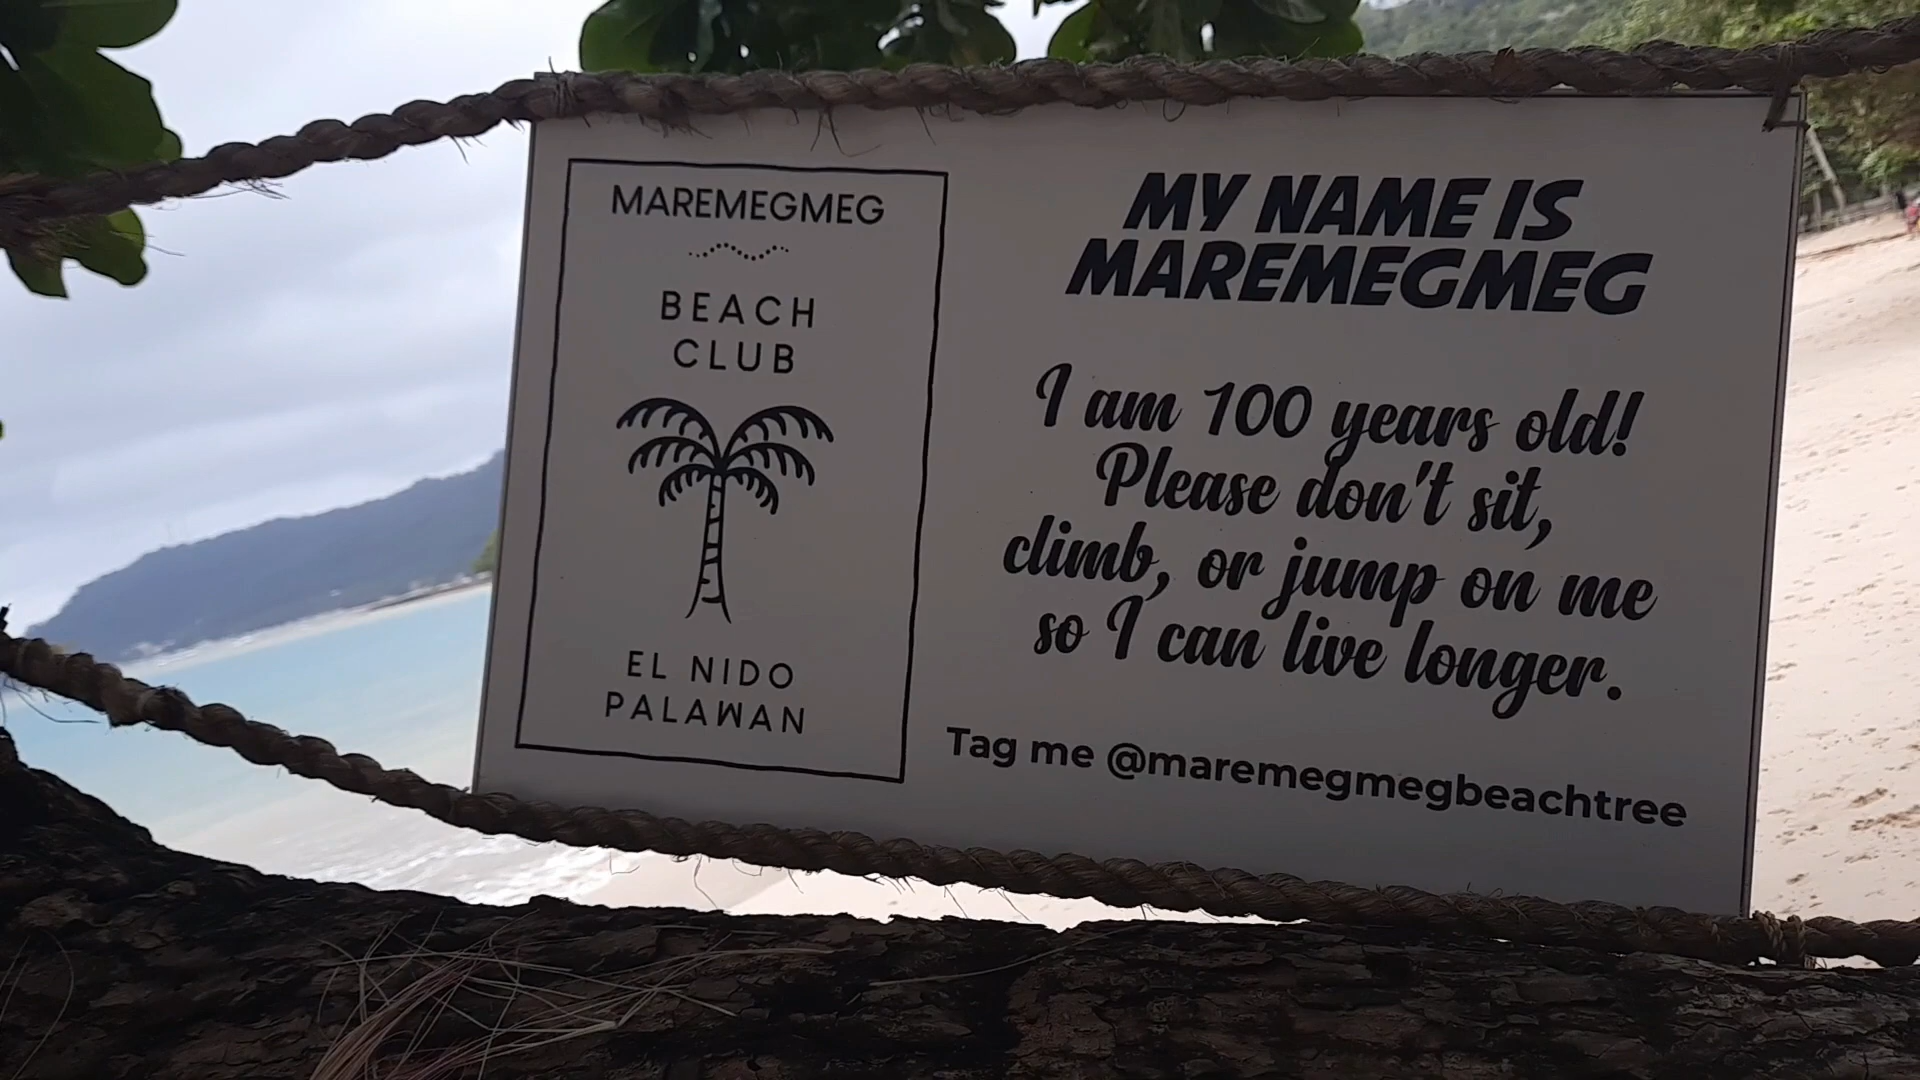 MAREMEGMEG
BEACH
CLUB
EL NIDO
PALAWAN
MY NAME IS
MAREMEGMEG
I am 100 years old!
Please don't sit,
climb, or jump on me
so I can live longer.
Tag me @maremegmegbeachtree